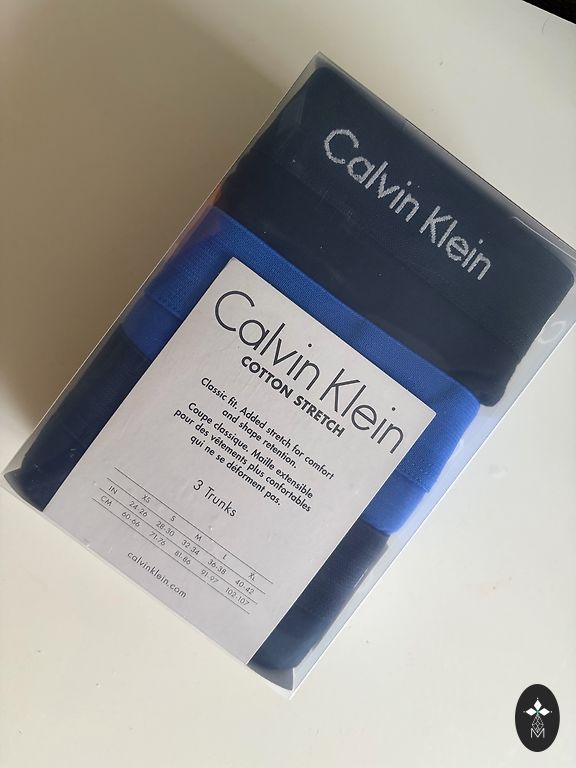 Calvin Klein
Calvin Klein
COTTON STRETCH
Classic fit. Added stretch for comfort
and shape retention.
Coupe classique. Maille extensible
pour des vêtements plus confortables
qui ne se déforment pas.
3 Trunks
XS S M L XL
IN 24-26 28-30 32-34 36-38 40-42
CM 60-66 71-76 81-86 91-97 102-107
calvinklein.com
M